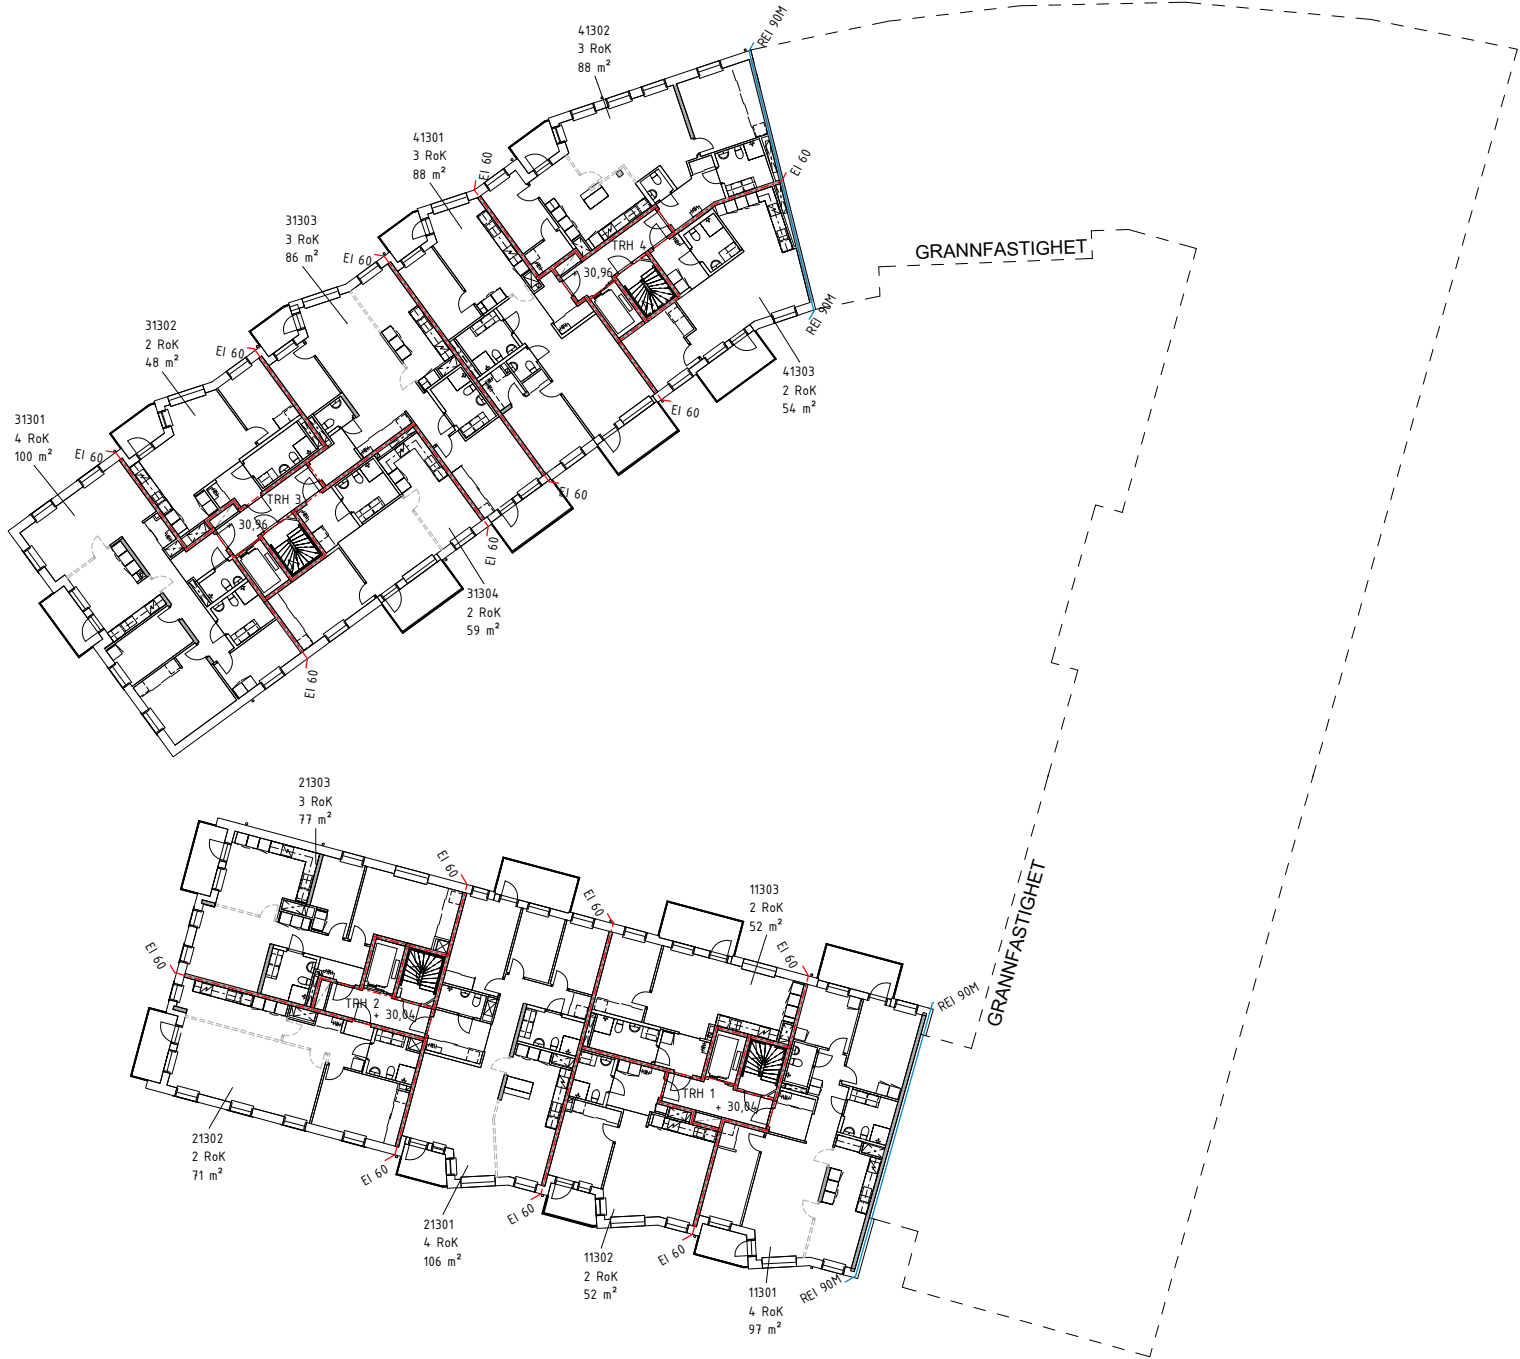 41302
3 RoK
88 m²
REI 90M
41301
3 RoK
88 m²
EI 60
EI 60
31303
3 RoK
86 m²
EI 60
TRH 4
30,96
GRANNFASTIGHET
REI 90M
31302
2 RoK
48 m²
EI 60
41303
2 RoK
54 m²
EI 60
31301
4 RoK
100 m²
EI 60
TRH 3
30,96
EI 60
EI 60
31304
2 RoK
59 m²
EI 60
21303
3 RoK
77 m²
EI 60
EI 60
11303
2 RoK
52 m²
EI 60
EI 60
REI 90M
GRANNFASTIGHET
TRH 2
+ 30,04
TRH 1
+ 30,04
21302
2 RoK
71 m²
EI 60
21301
4 RoK
106 m²
EI 60
11302
2 RoK
52 m²
EI 60
11301
4 RoK
97 m²
REI 90M